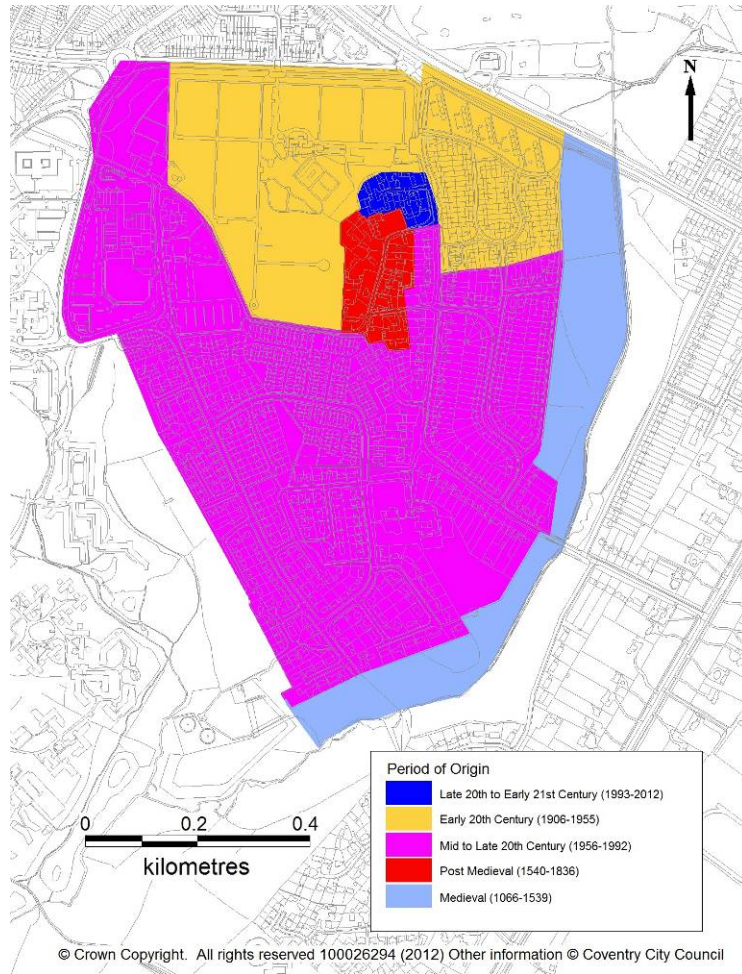 N
Period of Origin
Late 20th to Early 21st Century (1993-2012)
Early 20th Century (1906-1955)
Mid to Late 20th Century (1956-1992)
Post Medieval (1540-1836)
Medieval (1066-1539)
0 0.2 0.4
kilometres
© Crown Copyright. All rights reserved 100026294 (2012) Other information © Coventry City Council